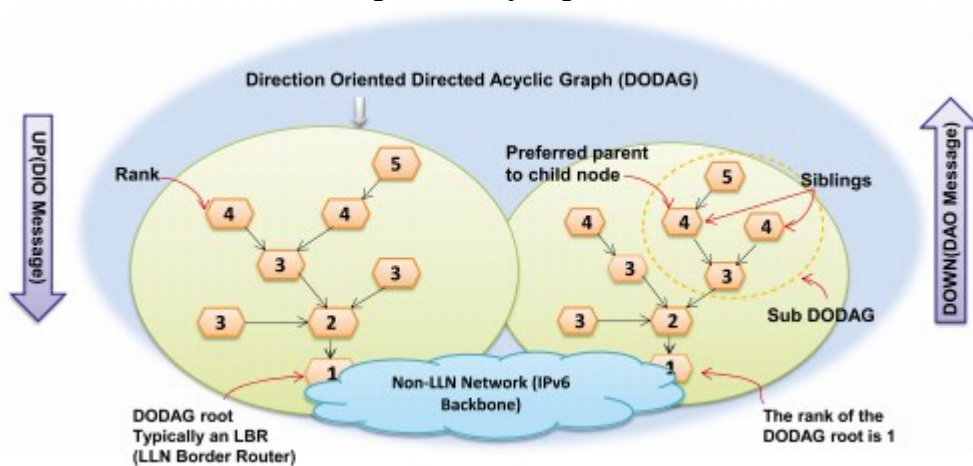 Direction Oriented Directed Acyclic Graph (DODAG)
UP(DIO Message)
DOWN(DAO Message)
Rank
5
4
4
3
3
3
2
1
Preferred parent
to child node
Siblings
5
4
4
4
3
3
3
2
1
Sub DODAG
Non-LLN Network (IPv6
Backbone)
DODAG root
Typically an LBR
(LLN Border Router)
The rank of the
DODAG root is 1